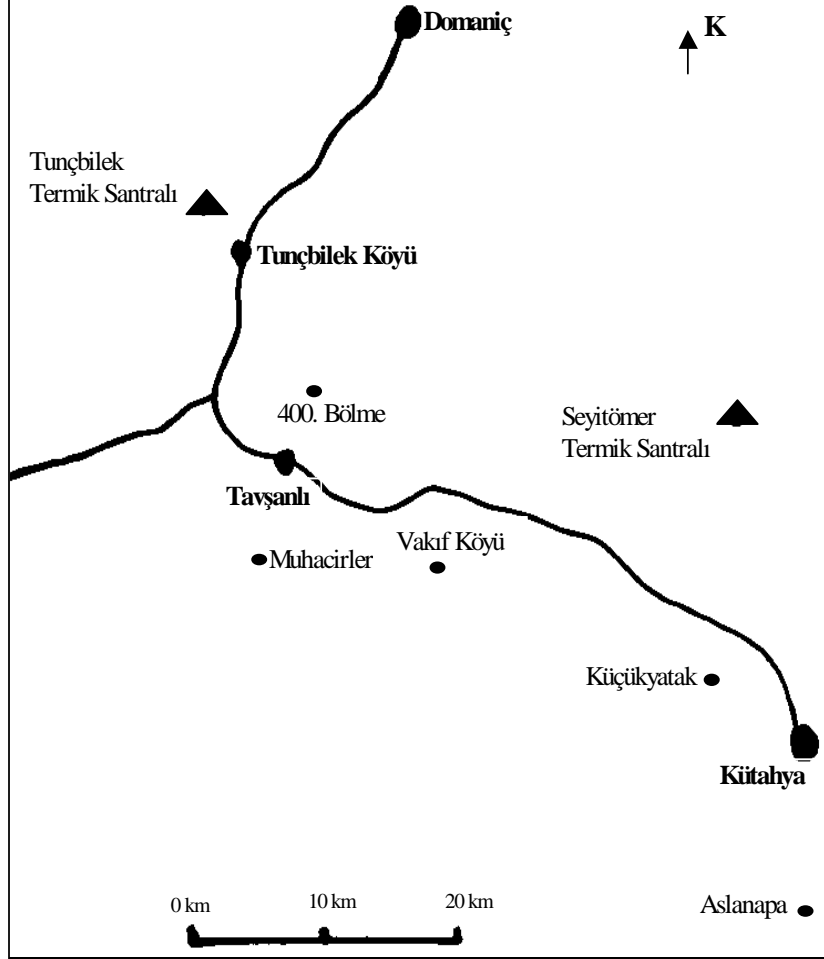 Domaniç
K
Tunçbilek
Termik Santralı
Tunçbilek Köyü
400. Bölme
Seyitömer
Termik Santralı
Tavşanlı
Vakıf Köyü
Muhacirler
Küçükyatak
Kütahya
0 km
10 km
20 km
Aslanapa